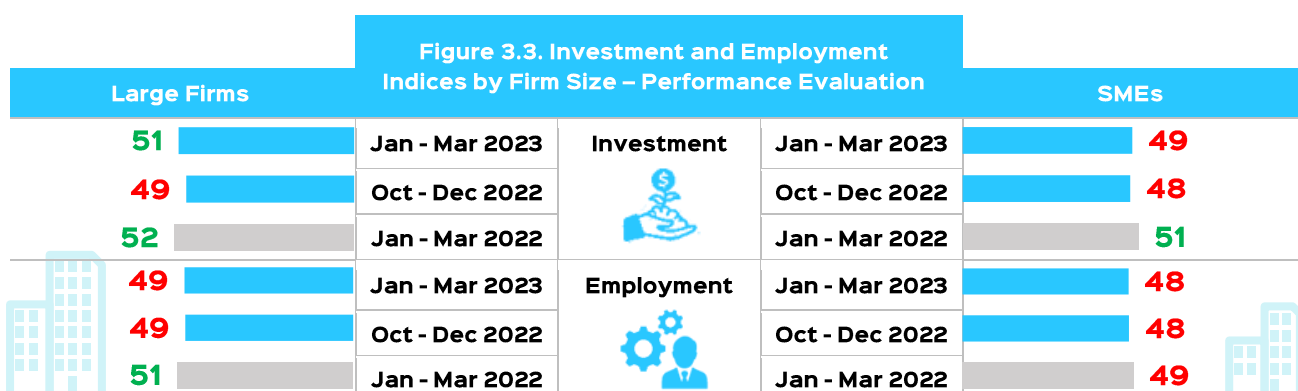 Figure 3.3. Investment and Employment
Indices by Firm Size – Performance Evaluation
Large Firms
SMEs
51 Jan - Mar 2023 Investment Jan - Mar 2023 49
49 Oct - Dec 2022 $ Oct - Dec 2022 48
52 Jan - Mar 2022 Jan - Mar 2022 51
49 Jan - Mar 2023 Employment Jan - Mar 2023 48
49 Oct - Dec 2022 Oct - Dec 2022 48
51 Jan - Mar 2022 Jan - Mar 2022 49